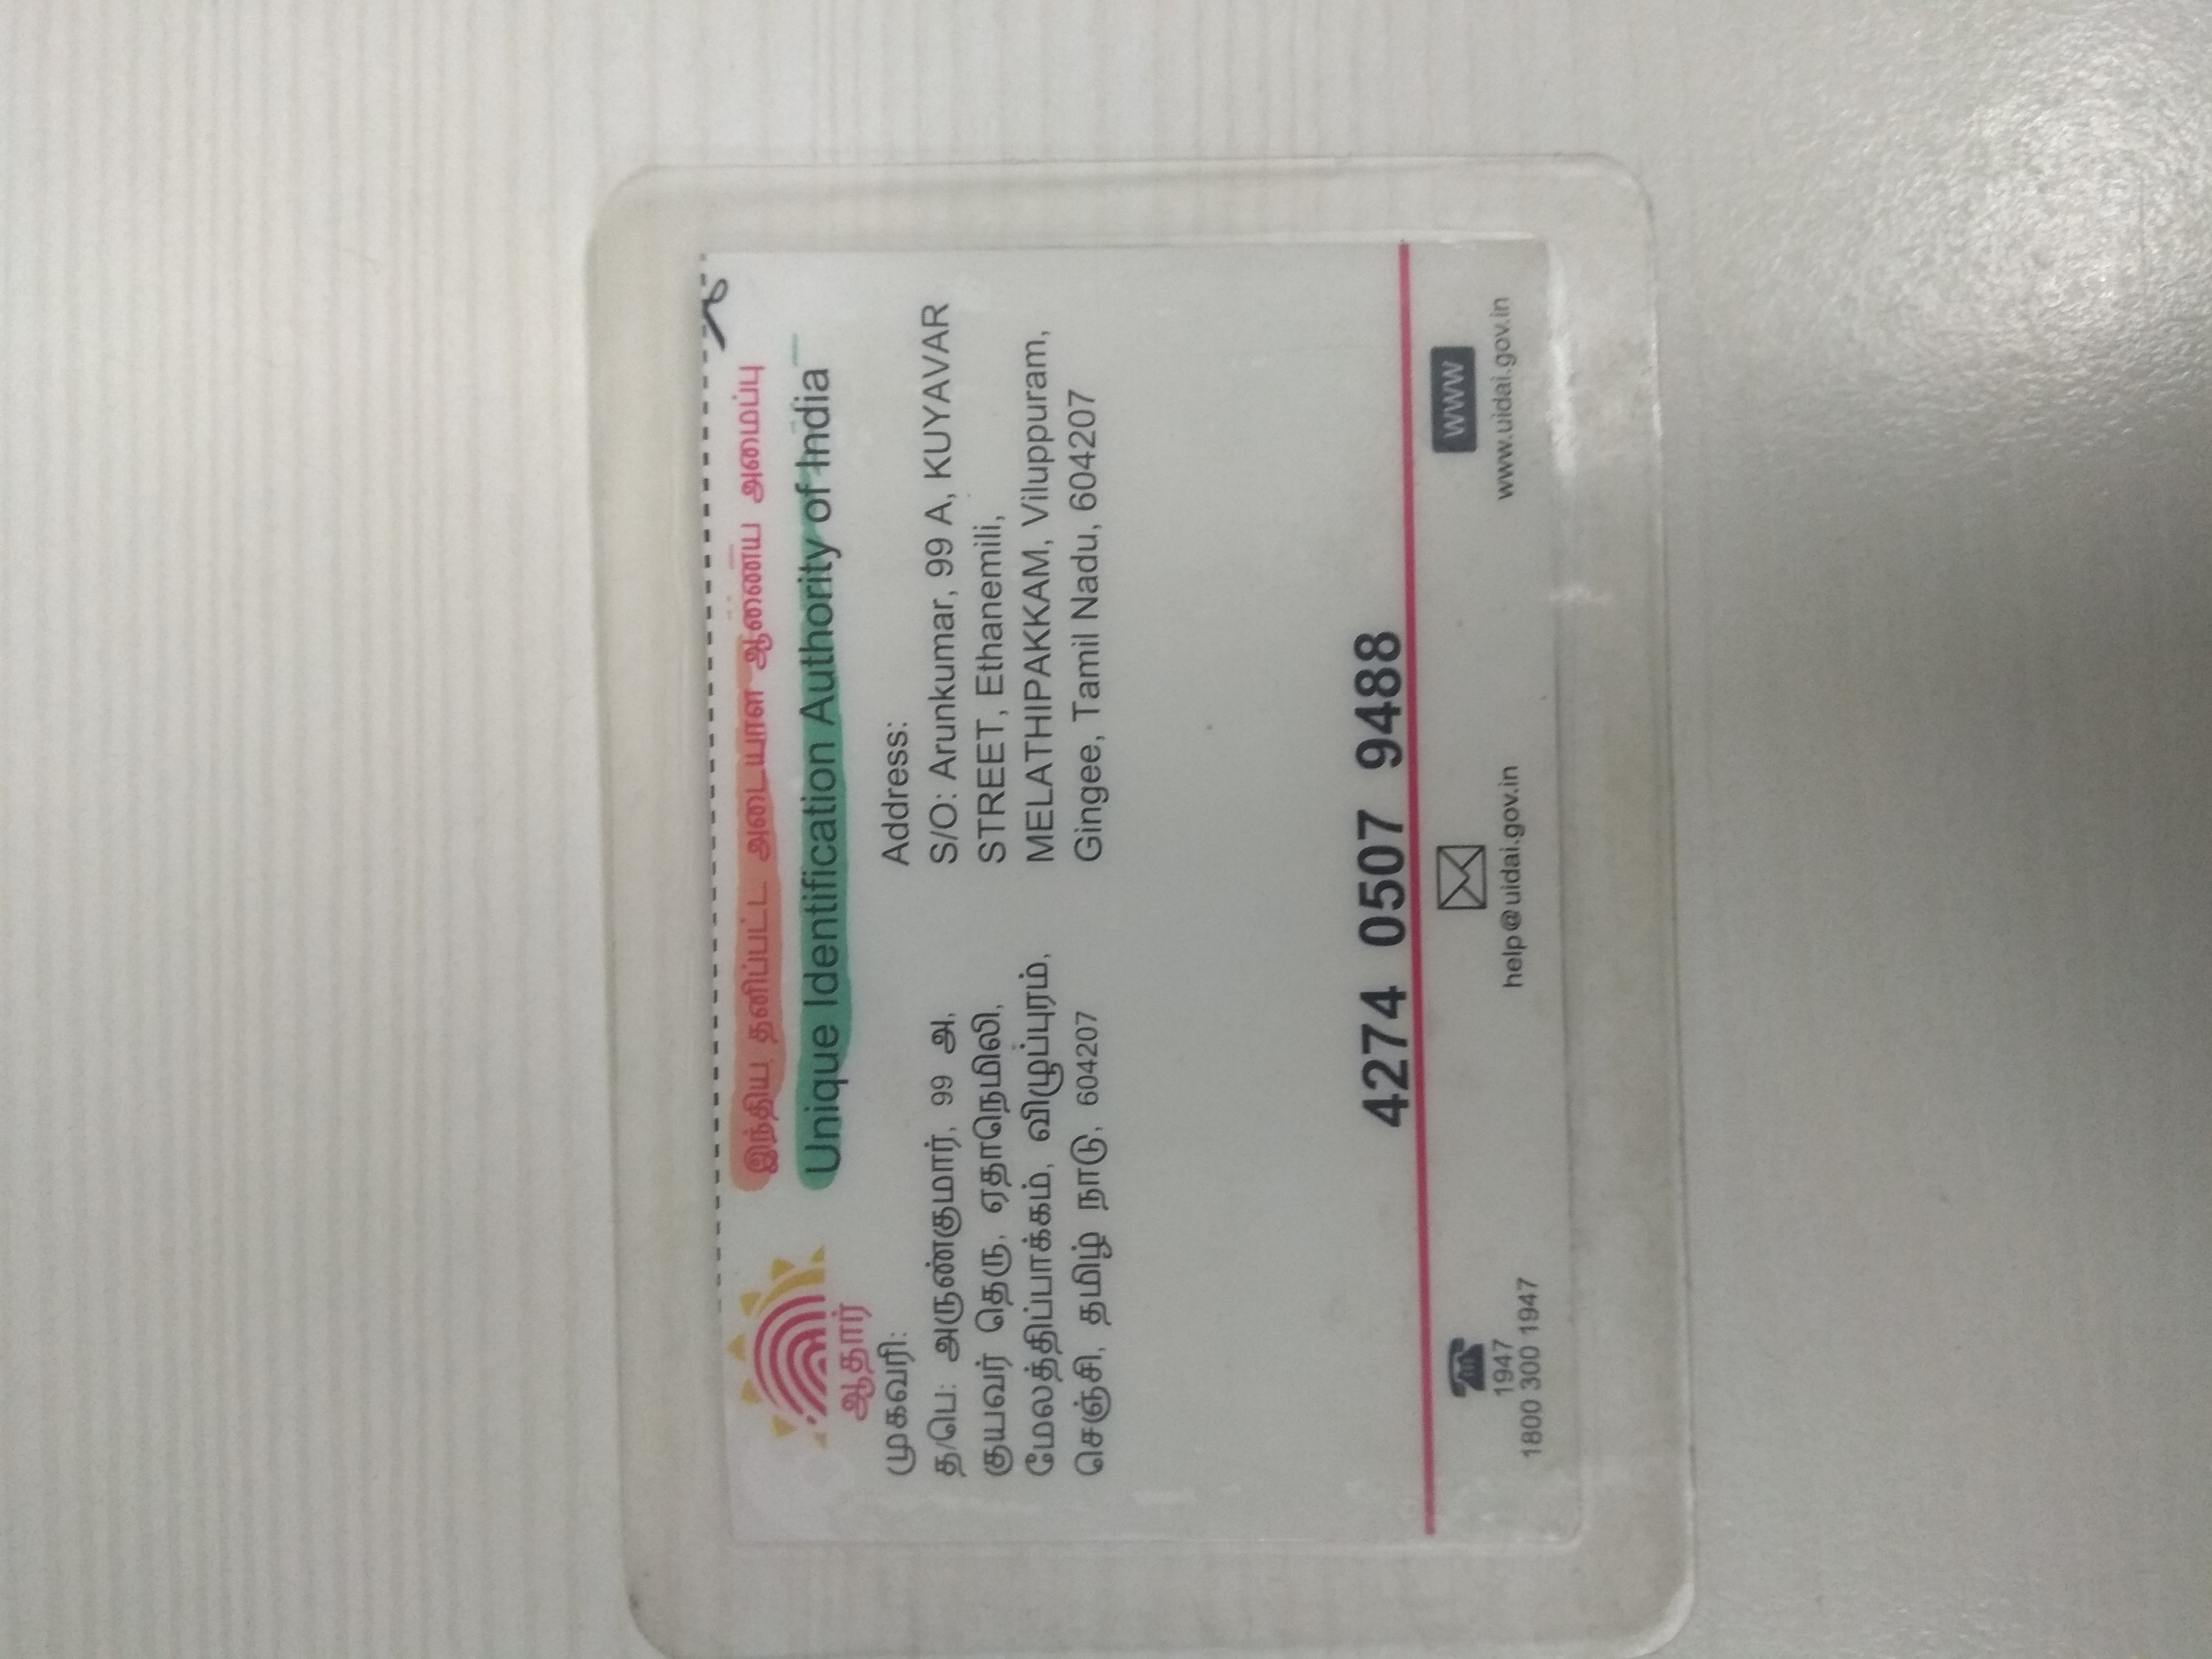 இந்திய தனிப்பட்ட அடையாள ஆணைய அமைப்பு
Unique Identification Authority of India
ஆதார்
முகவரி:
த/பெ: அருண்குமார், 99 அ,
குயவர் தெரு, ஏதாநெமிலி,
மேலத்திப்பாக்கம், விழுப்புரம்,
செஞ்சி, தமிழ் நாடு, 604207
Address:
S/O: Arunkumar, 99 A, KUYAVAR
STREET, Ethanemili,
MELATHIPAKKAM, Viluppuram,
Gingee, Tamil Nadu, 604207
4274 0507 9488
1947
1800 300 1947
help@uidai.gov.in
WWW
www.uidai.gov.in